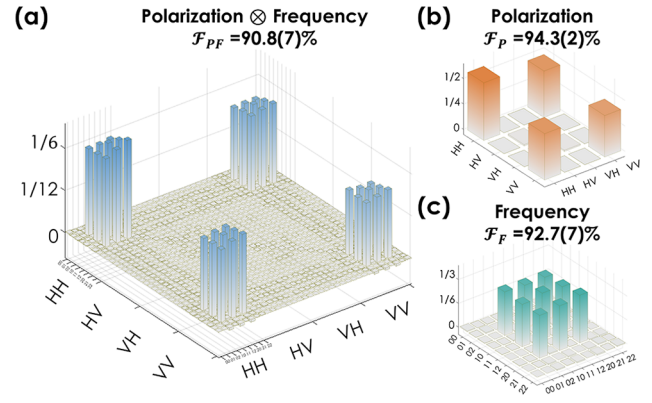 (a)
Polarization ⊗ Frequency
ℱPF =90.8(7)%
1/6
1/12
0
HH
HV
VH
VV
HH
HV
VH
VV
(b)
Polarization
ℱP =94.3(2)%
1/2
1/4
0
HH
HV
VH
VV
HH
HV
VH
VV
(c)
Frequency
ℱF =92.7(7)%
1/3
1/6
0
00
01
02
10
11
12
20
21
22
00 01 02 10 11 12 20 21 22